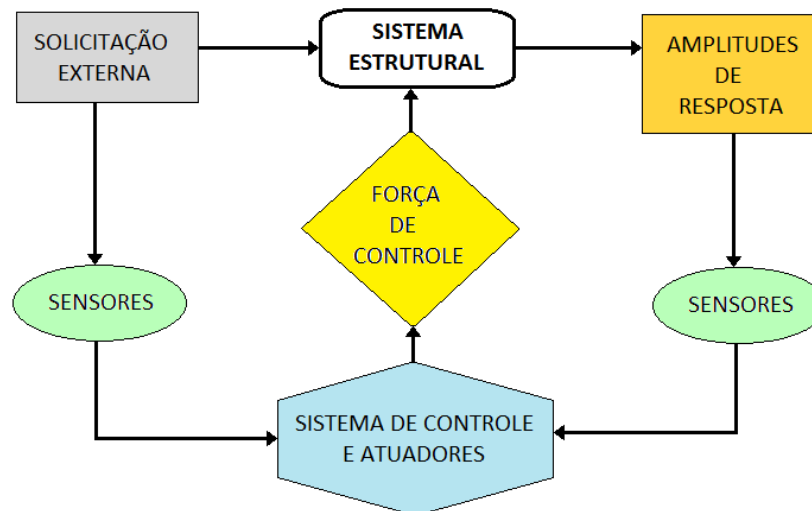 SOLICITAÇÃO
EXTERNA
SISTEMA
ESTRUTURAL
AMPLITUDES
DE
RESPOSTA
FORÇA
DE
CONTROLE
SENSORES
SENSORES
SISTEMA DE CONTROLE
E ATUADORES